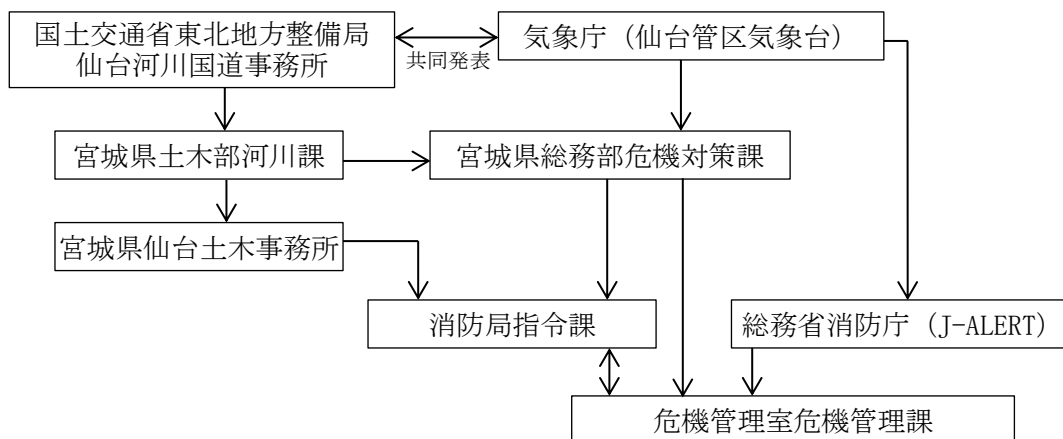 国土交通省東北地方整備局
仙台河川国道事務所
共同発表
気象庁（仙台管区気象台）
宮城県土木部河川課
宮城県総務部危機対策課
宮城県仙台土木事務所
消防局指令課
総務省消防庁（J-ALERT）
危機管理室危機管理課